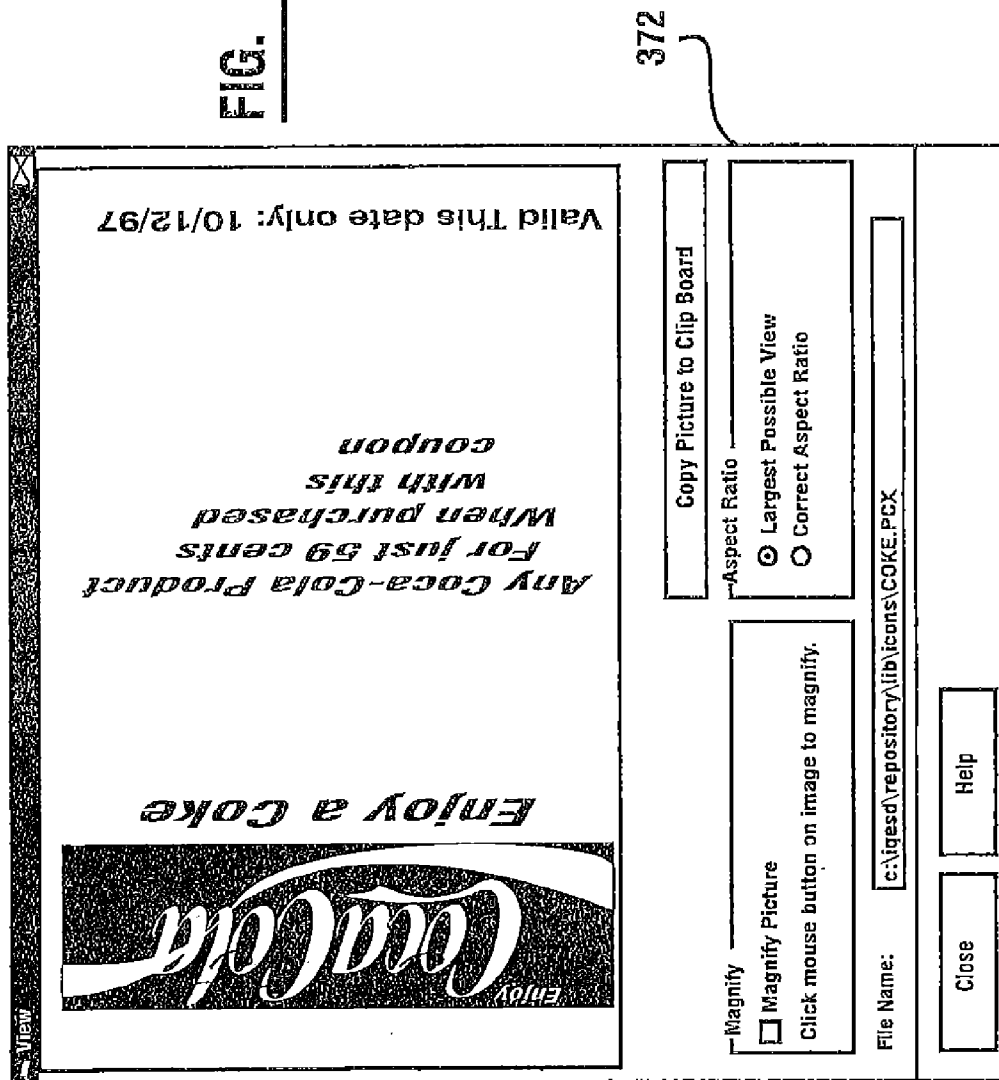 FIG.
372
View
Enjoy
Coca-Cola
Enjoy a Coke
Any Coca-Cola Product
For just 59 cents
When purchased
with this
coupon
Valid This date only: 10/12/97
Copy Picture to Clip Board
Magnify
Magnify Picture
Click mouse button on image to magnify.
Aspect Ratio
Largest Possible View
Correct Aspect Ratio
File Name:
c:\iqesd\repository\lib\icons\COKE.PCX
Close
Help